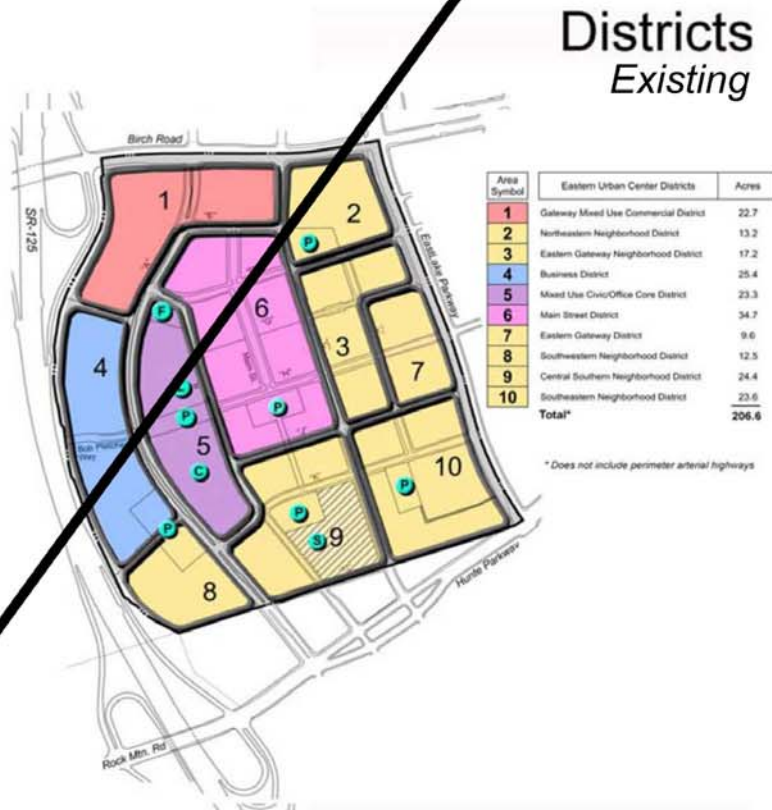 Districts
Existing
Birch Road
SR-125
EastLake Parkway
1
2
P
F
6
3
4
Main St.
7
C
P
P
Bob Pletcher
Way
5
C
10
P
P
P
S
9
8
Hunte Parkway
Rock Mtn. Rd
Area Symbol Eastern Urban Center Districts Acres
1 Gateway Mixed Use Commercial District 22.7
2 Northeastern Neighborhood District 13.2
3 Eastern Gateway Neighborhood District 17.2
4 Business District 25.4
5 Mixed Use Civic/Office Core District 23.3
6 Main Street District 34.7
7 Eastern Gateway District 9.6
8 Southwestern Neighborhood District 12.5
9 Central Southern Neighborhood District 24.4
10 Southeastern Neighborhood District 23.6
Total* 206.6
* Does not include perimeter arterial highways